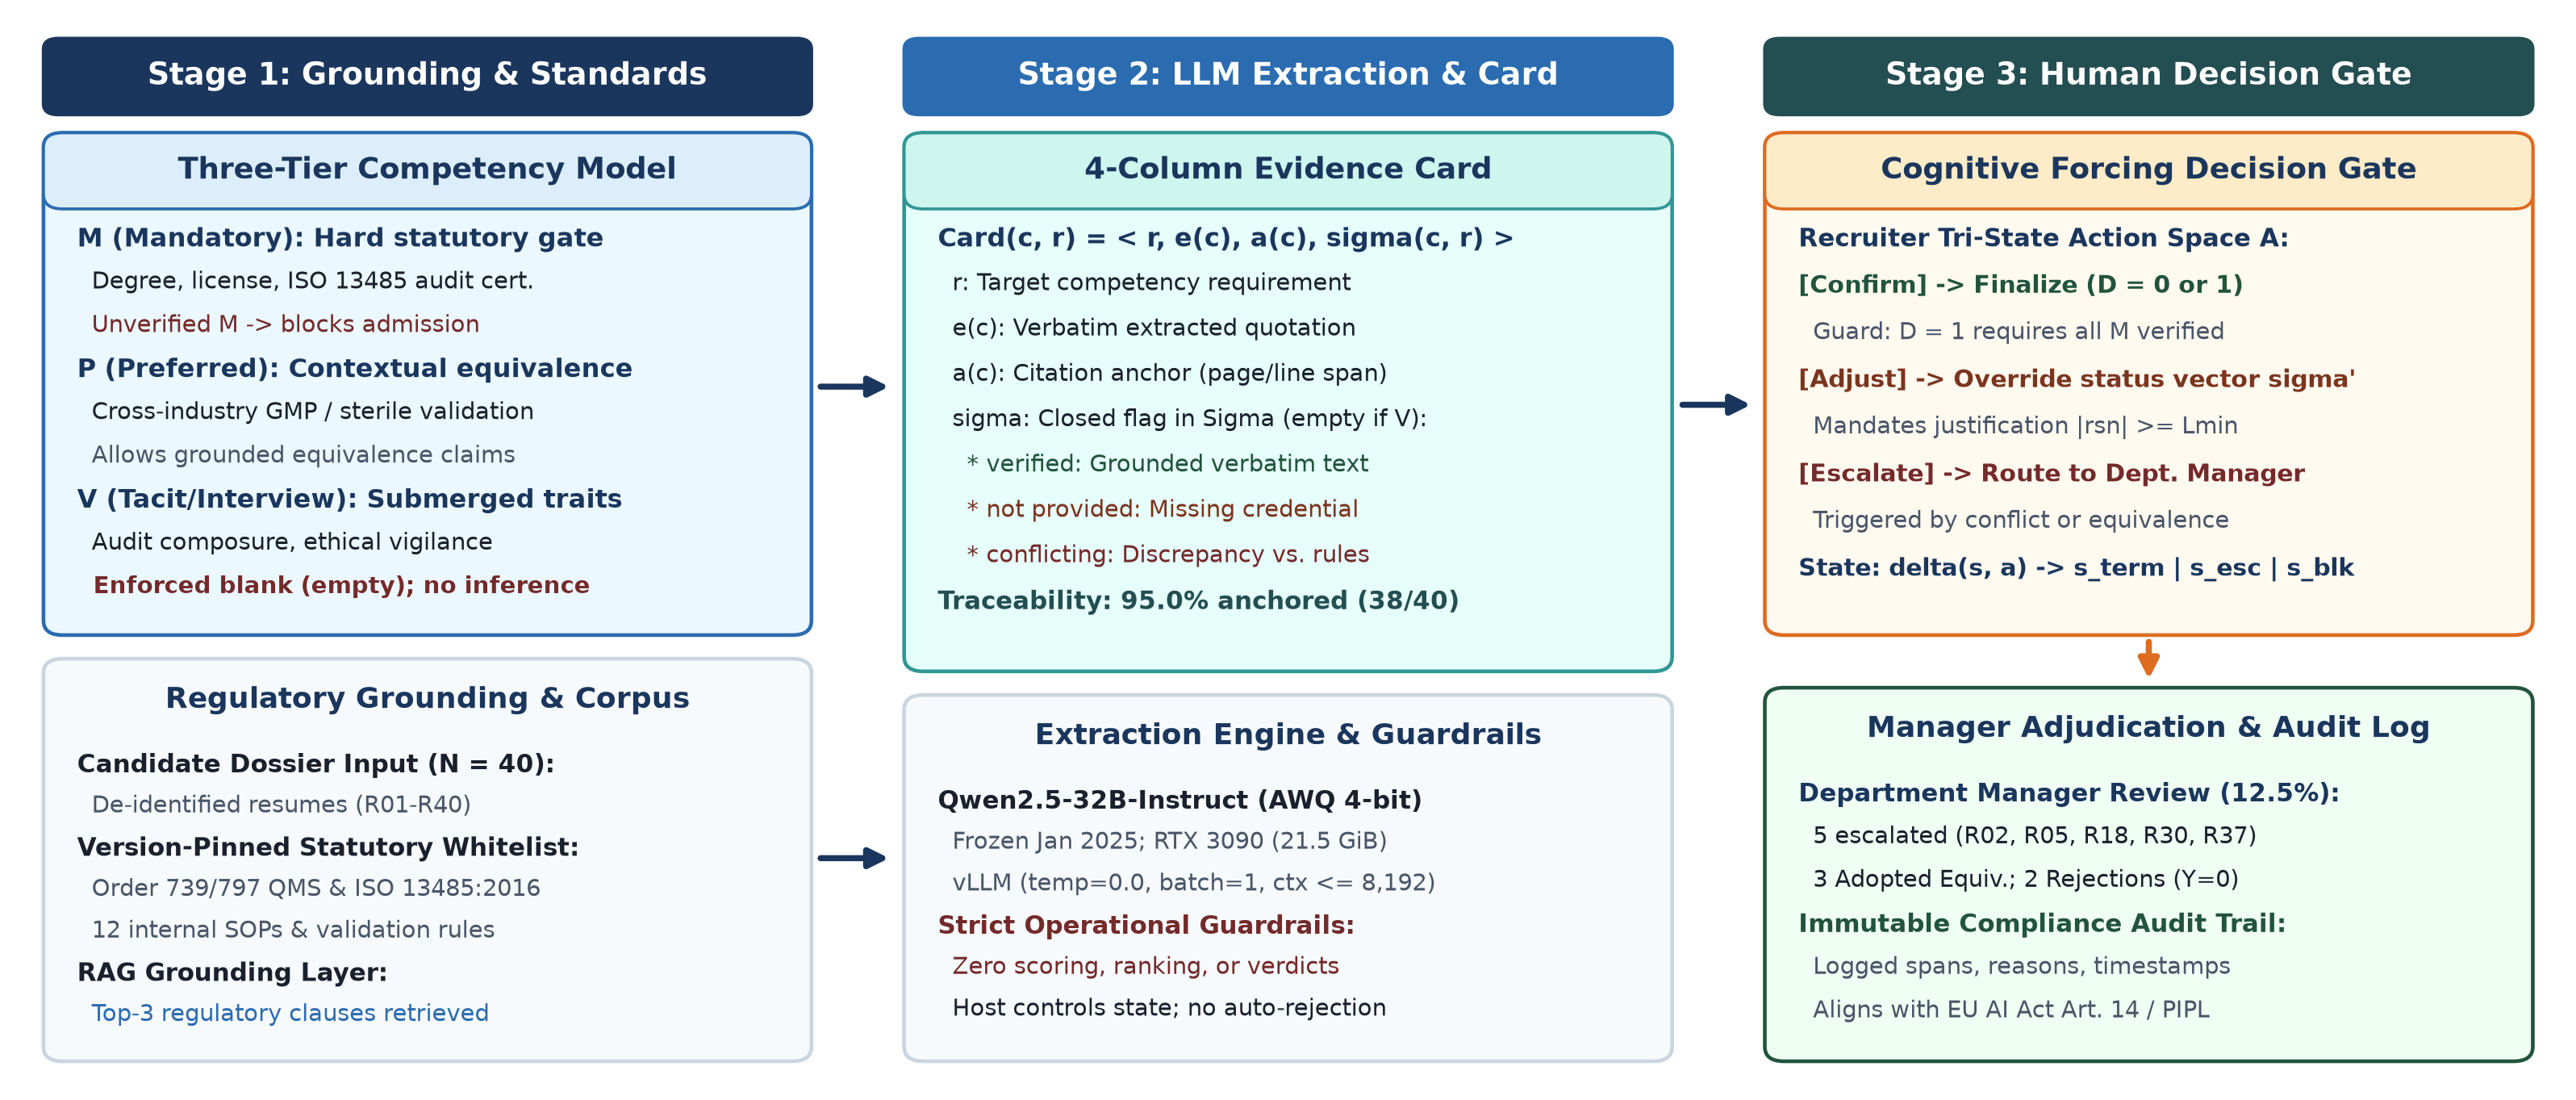 Stage 1: Grounding & Standards
Three-Tier Competency Model
M (Mandatory): Hard statutory gate
Degree, license, ISO 13485 audit cert.
Unverified M -> blocks admission
P (Preferred): Contextual equivalence
Cross-industry GMP / sterile validation
Allows grounded equivalence claims
V (Tacit/Interview): Submerged traits
Audit composure, ethical vigilance
Enforced blank (empty); no inference
Regulatory Grounding & Corpus
Candidate Dossier Input (N = 40):
De-identified resumes (R01-R40)
Version-Pinned Statutory Whitelist:
Order 739/797 QMS & ISO 13485:2016
12 internal SOPs & validation rules
RAG Grounding Layer:
Top-3 regulatory clauses retrieved
Stage 2: LLM Extraction & Card
4-Column Evidence Card
Card(c, r) = < r, e(c), a(c), sigma(c, r) >
r: Target competency requirement
e(c): Verbatim extracted quotation
a(c): Citation anchor (page/line span)
sigma: Closed flag in Sigma (empty if V):
* verified: Grounded verbatim text
* not provided: Missing credential
* conflicting: Discrepancy vs. rules
Traceability: 95.0% anchored (38/40)
Extraction Engine & Guardrails
Qwen2.5-32B-Instruct (AWQ 4-bit)
Frozen Jan 2025; RTX 3090 (21.5 GiB)
vLLM (temp=0.0, batch=1, ctx <= 8,192)
Strict Operational Guardrails:
Zero scoring, ranking, or verdicts
Host controls state; no auto-rejection
Stage 3: Human Decision Gate
Cognitive Forcing Decision Gate
Recruiter Tri-State Action Space A:
[Confirm] -> Finalize (D = 0 or 1)
Guard: D = 1 requires all M verified
[Adjust] -> Override status vector sigma'
Mandates justification |rsn| >= Lmin
[Escalate] -> Route to Dept. Manager
Triggered by conflict or equivalence
State: delta(s, a) -> s_term | s_esc | s_blk
Manager Adjudication & Audit Log
Department Manager Review (12.5%):
5 escalated (R02, R05, R18, R30, R37)
3 Adopted Equiv.; 2 Rejections (Y=0)
Immutable Compliance Audit Trail:
Logged spans, reasons, timestamps
Aligns with EU AI Act Art. 14 / PIPL